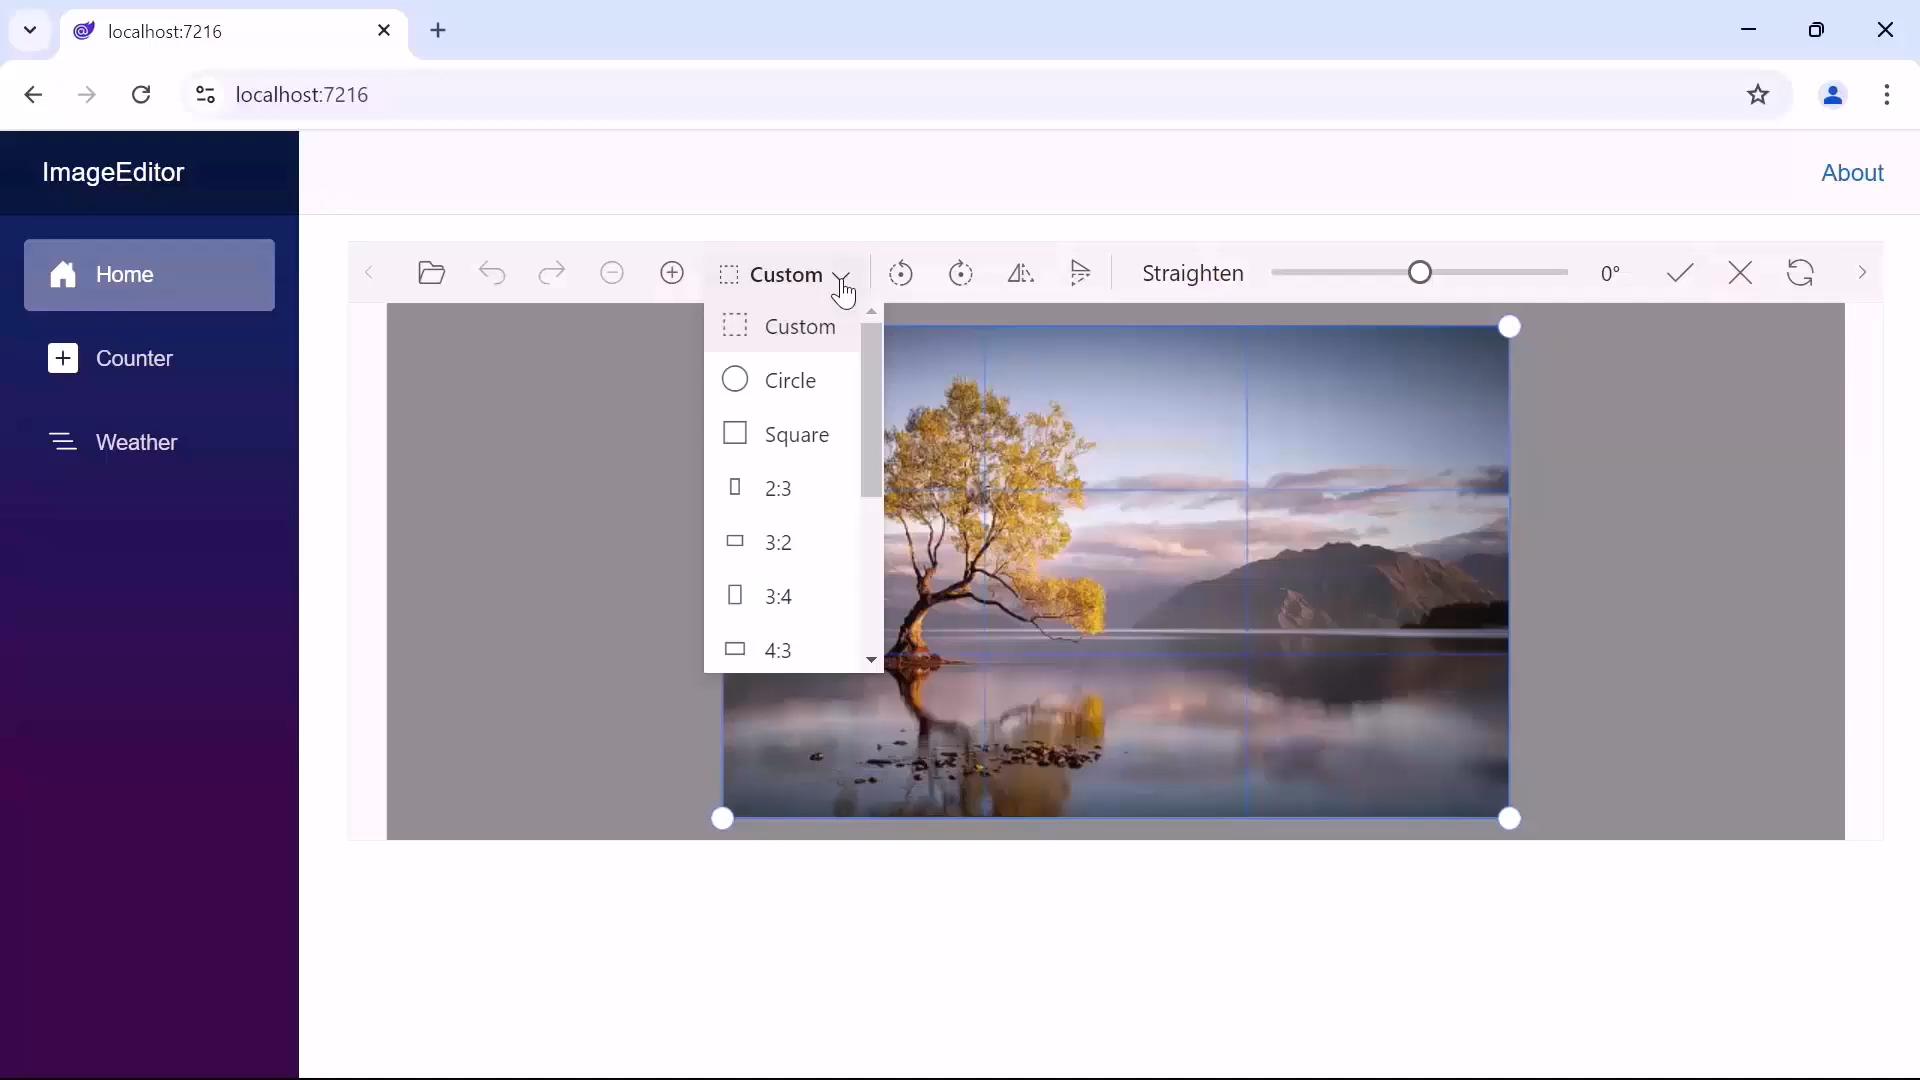 localhost:7216
localhost:7216
ImageEditor
About
Home
Counter
Weather
Custom
Straighten
0°
Custom
Circle
Square
2:3
3:2
3:4
4:3